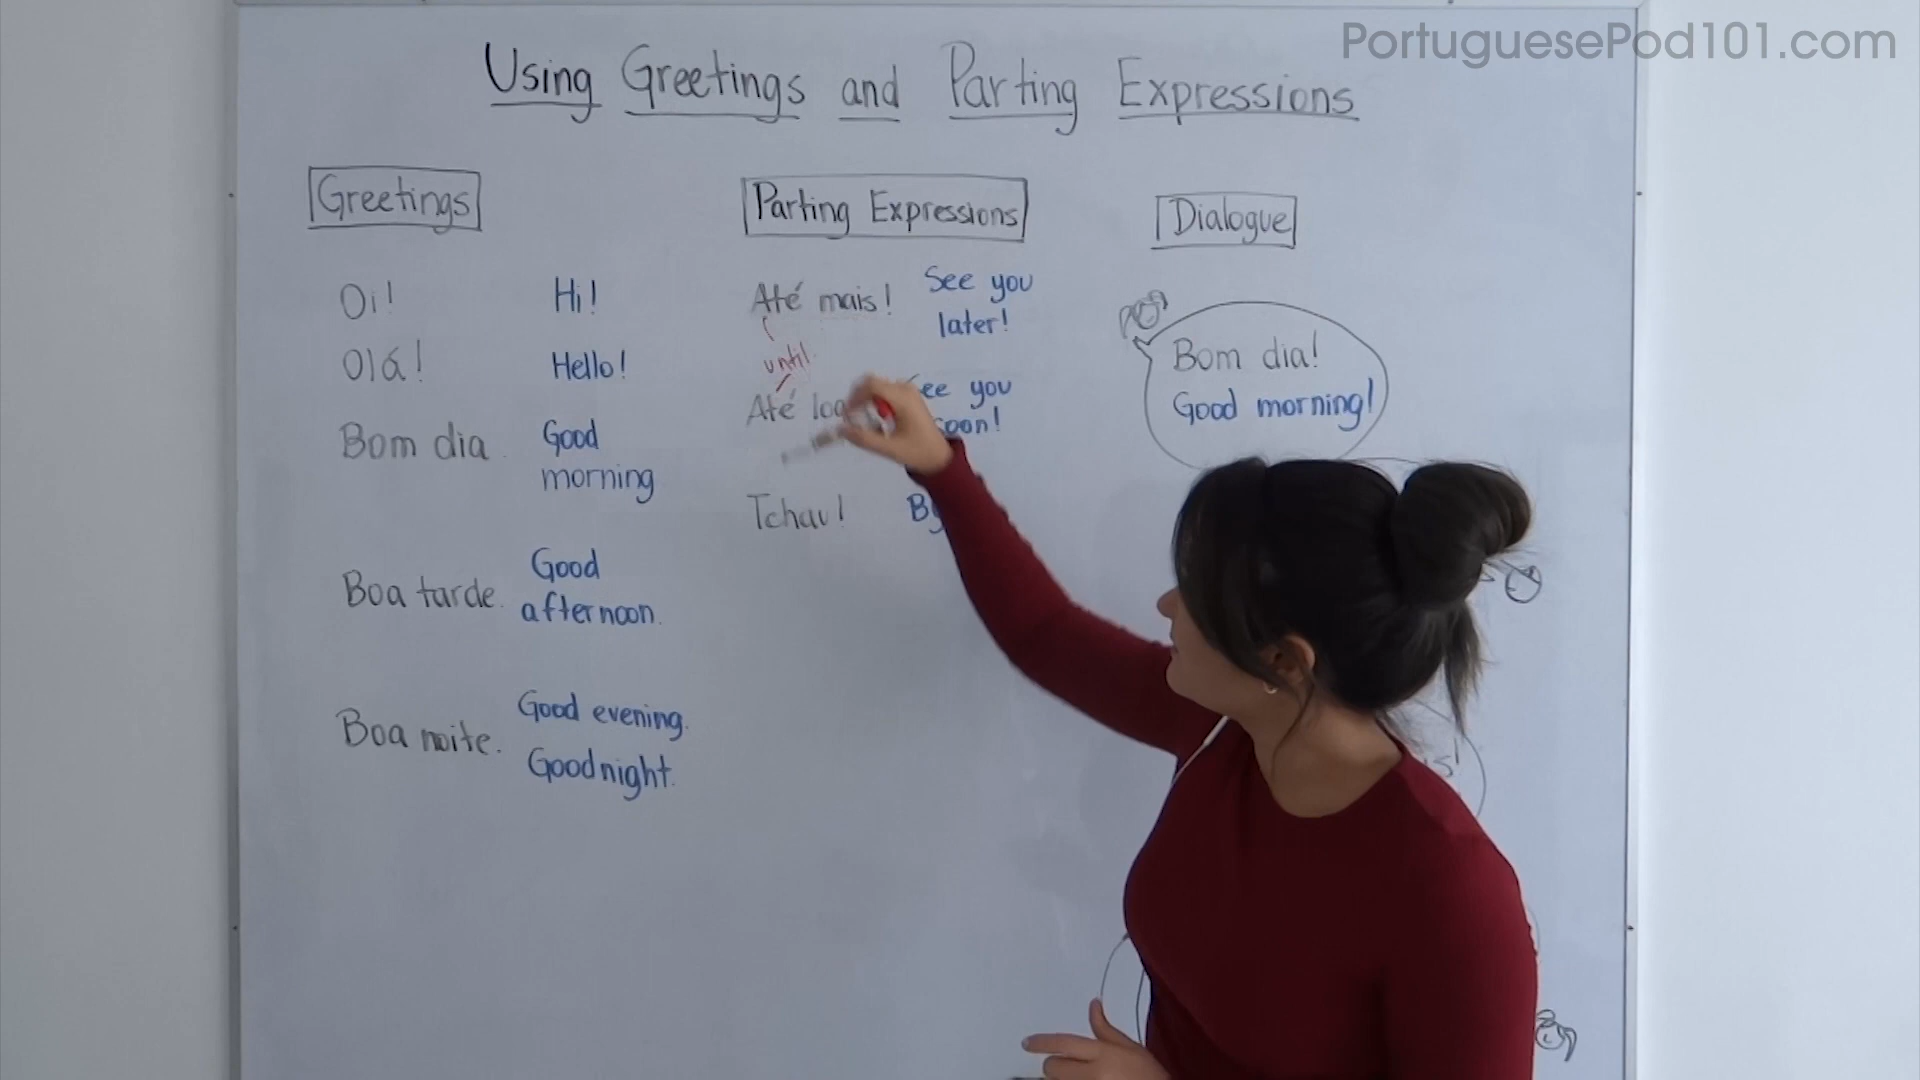 PortuguesePod101.com
Using Greetings and Parting Expressions
Greetings
Oi! Hi!
Olá! Hello!
Bom dia Good
morning
Boa tarde. Good
afternoon.
Boa noite. Good evening.
Goodnight.
Parting Expressions
Até mais! See you
later!
until
Até you
Tchau!
Dialogue
Bom dia!
Good morning!